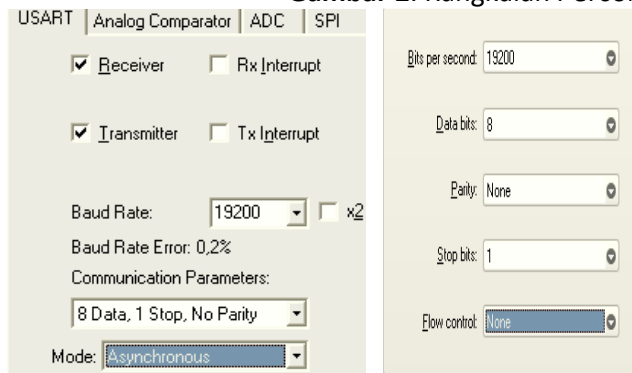 USART Analog Comparator ADC SPI
Receiver Rx Interrupt
Transmitter Tx Interrupt
Baud Rate: 19200 x2
Baud Rate Error: 0,2%
Communication Parameters:
8 Data, 1 Stop, No Parity
Mode: Asynchronous
Bits per second: 19200
Data bits: 8
Parity: None
Stop bits: 1
Flow control: None